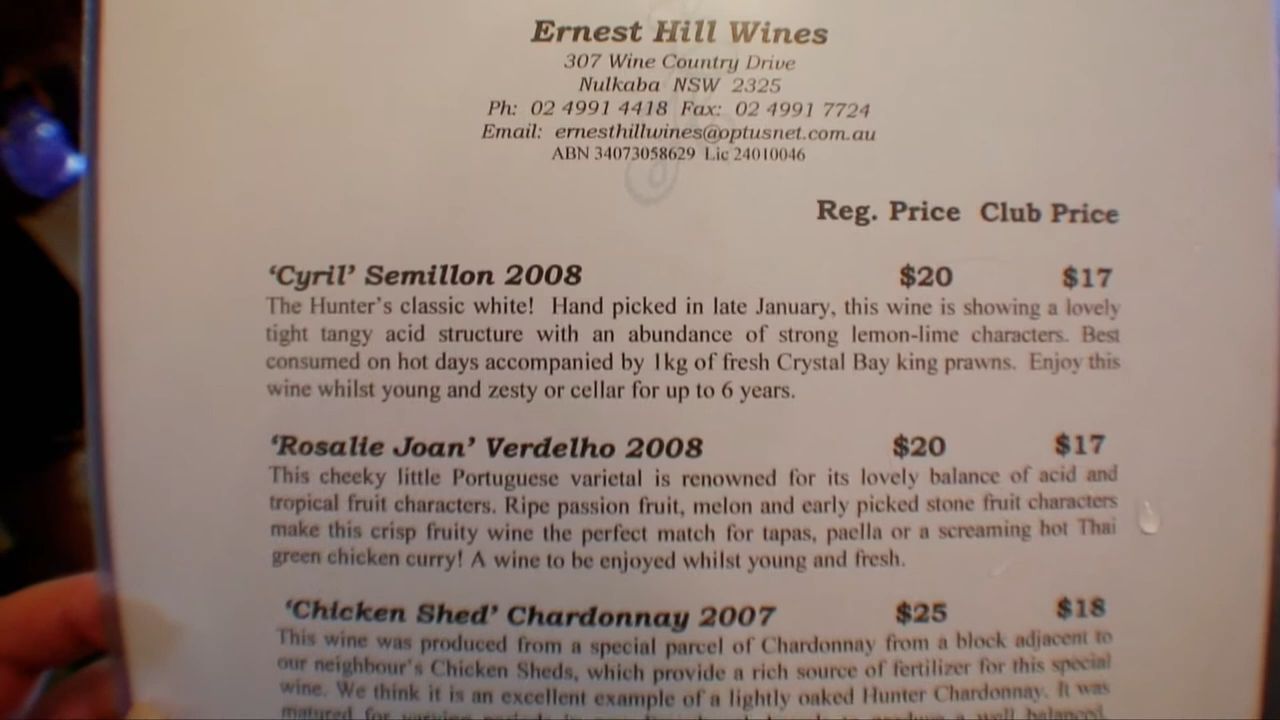 Ernest Hill Wines
307 Wine Country Drive
Nulkaba NSW 2325
Ph: 02 4991 4418 Fax: 02 4991 7724
Email: ernesthillwines@optusnet.com.au
ABN 34073058629 Lic 24010046
Reg. Price Club Price
‘Cyril’ Semillon 2008 $20 $17
The Hunter’s classic white! Hand picked in late January, this wine is showing a lovely
tight tangy acid structure with an abundance of strong lemon-lime characters. Best
consumed on hot days accompanied by 1kg of fresh Crystal Bay king prawns. Enjoy this
wine whilst young and zesty or cellar for up to 6 years.
‘Rosalie Joan’ Verdelho 2008 $20 $17
This cheeky little Portuguese varietal is renowned for its lovely balance of acid and
tropical fruit characters. Ripe passion fruit, melon and early picked stone fruit characters
make this crisp fruity wine the perfect match for tapas, paella or a screaming hot Thai
green chicken curry! A wine to be enjoyed whilst young and fresh.
‘Chicken Shed’ Chardonnay 2007 $25 $18
This wine was produced from a special parcel of Chardonnay from a block adjacent to
our neighbour’s Chicken Sheds, which provide a rich source of fertilizer for this special
wine. We think it is an excellent example of a lightly oaked Hunter Chardonnay. It was
matured for varying periods in